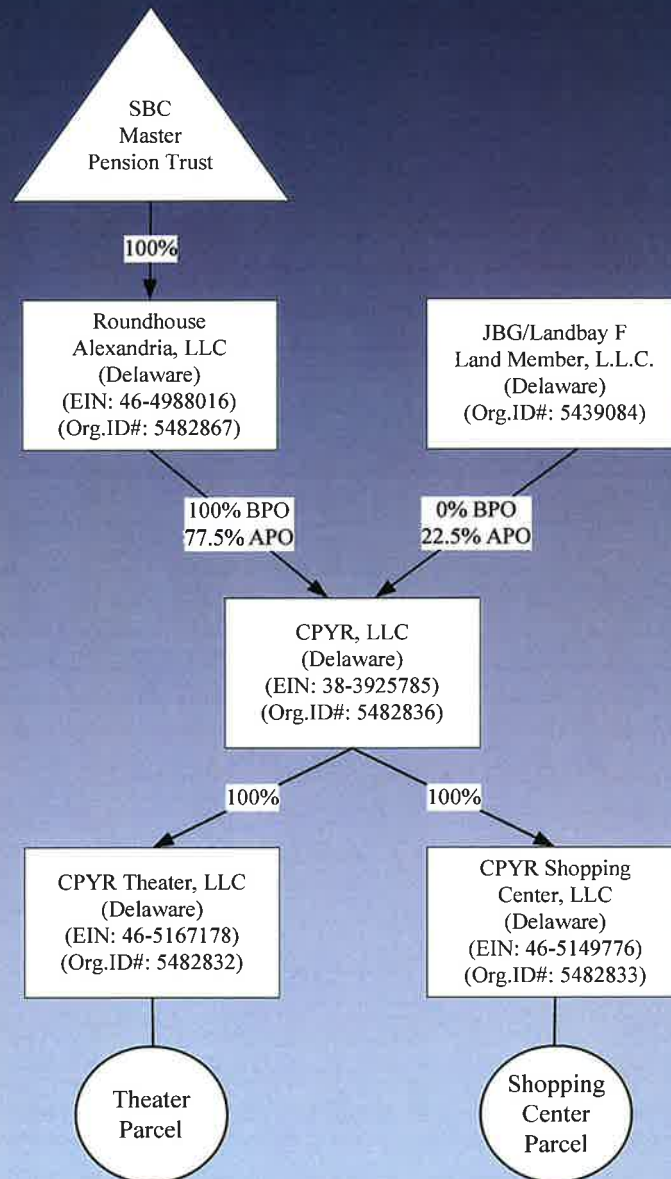 SBC
Master
Pension Trust
100%
Roundhouse
Alexandria, LLC
(Delaware)
(EIN: 46-4988016)
(Org.ID#: 5482867)
JBG/Landbay F
Land Member, L.L.C.
(Delaware)
(Org.ID#: 5439084)
100% BPO
77.5% APO
0% BPO
22.5% APO
CPYR, LLC
(Delaware)
(EIN: 38-3925785)
(Org.ID#: 5482836)
100%
100%
CPYR Theater, LLC
(Delaware)
(EIN: 46-5167178)
(Org.ID#: 5482832)
CPYR Shopping
Center, LLC
(Delaware)
(EIN: 46-5149776)
(Org.ID#: 5482833)
Theater
Parcel
Shopping
Center
Parcel